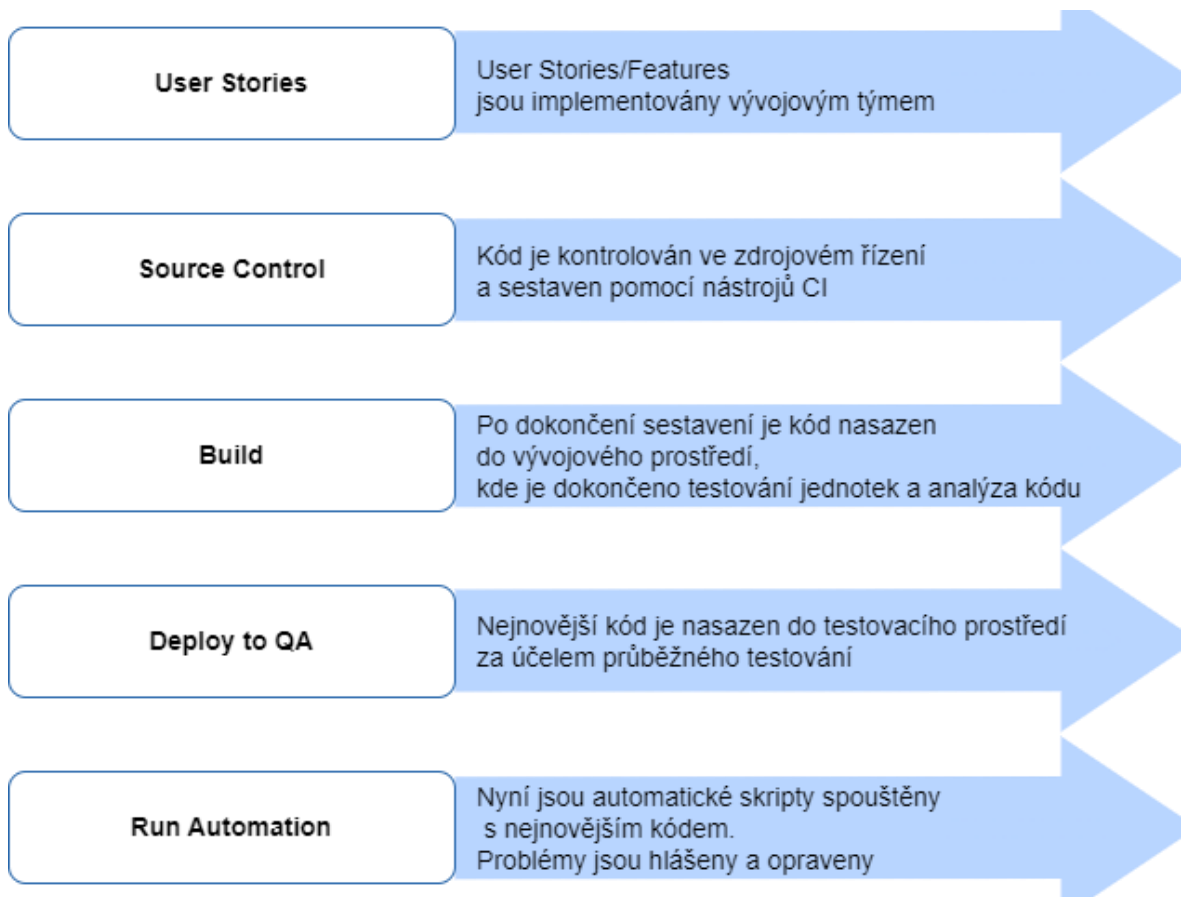 User Stories
User Stories/Features
jsou implementovány vývojovým týmem
Source Control
Kód je kontrolován ve zdrojovém řízení
a sestaven pomocí nástrojů CI
Build
Po dokončení sestavení je kód nasazen
do vývojového prostředí,
kde je dokončeno testování jednotek a analýza kódu
Deploy to QA
Nejnovější kód je nasazen do testovacího prostředí
za účelem průběžného testování
Run Automation
Nyní jsou automatické skripty spouštěny
s nejnovějším kódem.
Problémy jsou hlášeny a opraveny